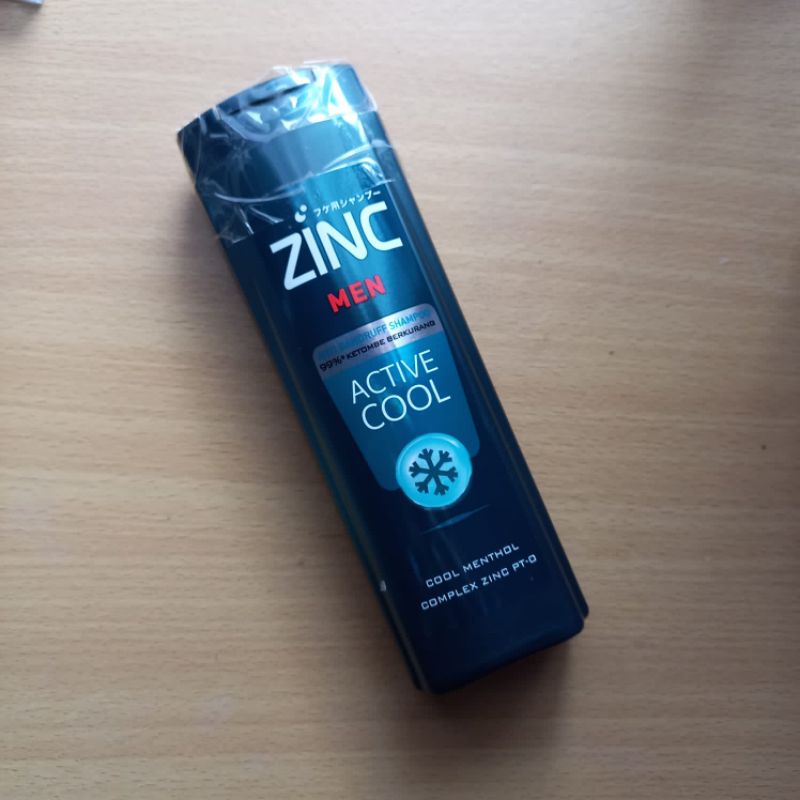 フケ用シャンプー
ZINC
MEN
ANTI DANDRUFF SHAMPOO
99%* KETOMBE BERKURANG
ACTIVE
COOL
COOL MENTHOL
COMPLEX ZINC PT-O